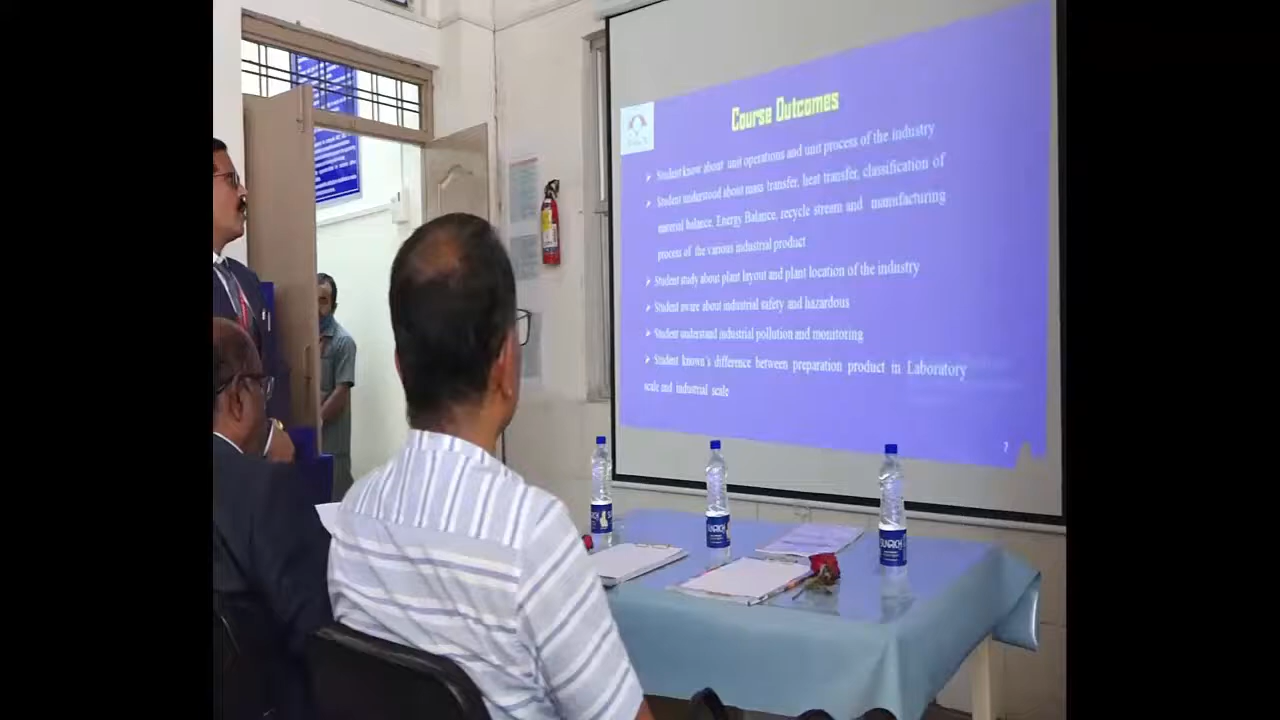 Course Outcomes
➢ Student know about unit operations and unit process of the industry
➢ Student understood about mass transfer, heat transfer, classification of
material balance, Energy Balance, recycle stream and manufacturing
process of the various industrial product
➢ Student study about plant layout and plant location of the industry
➢ Student aware about industrial safety and hazardous
➢ Student understand industrial pollution and monitoring
➢ Student known's difference between preparation product in Laboratory
scale and industrial scale
7